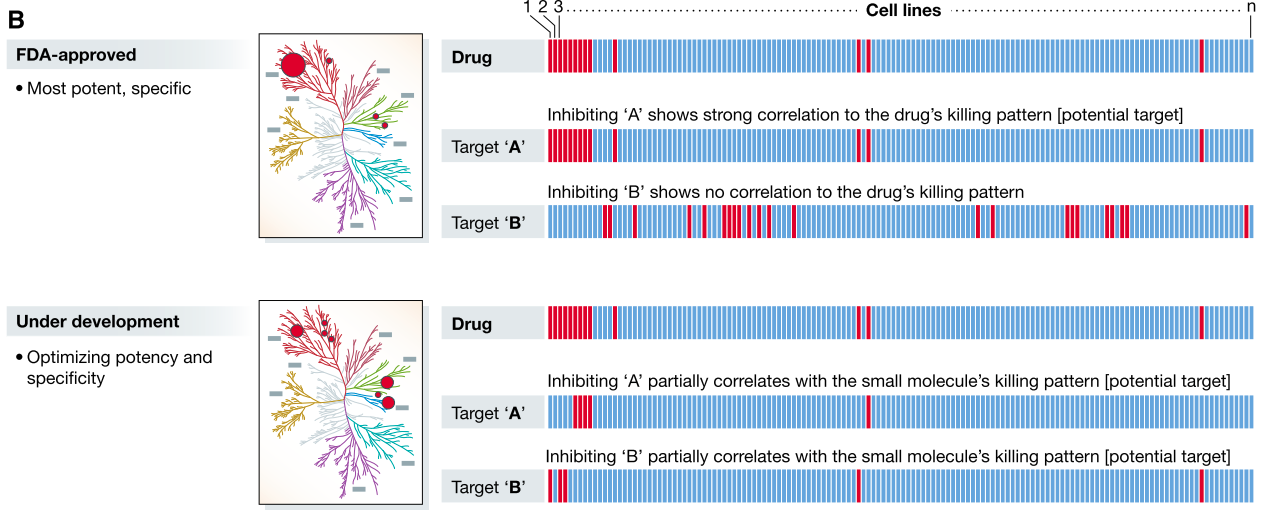 B
1 2 3 Cell lines n
FDA-approved
• Most potent, specific
Drug
Inhibiting ‘A’ shows strong correlation to the drug’s killing pattern [potential target]
Target ‘A’
Inhibiting ‘B’ shows no correlation to the drug’s killing pattern
Target ‘B’
Under development
• Optimizing potency and
specificity
Drug
Inhibiting ‘A’ partially correlates with the small molecule’s killing pattern [potential target]
Target ‘A’
Inhibiting ‘B’ partially correlates with the small molecule’s killing pattern [potential target]
Target ‘B’